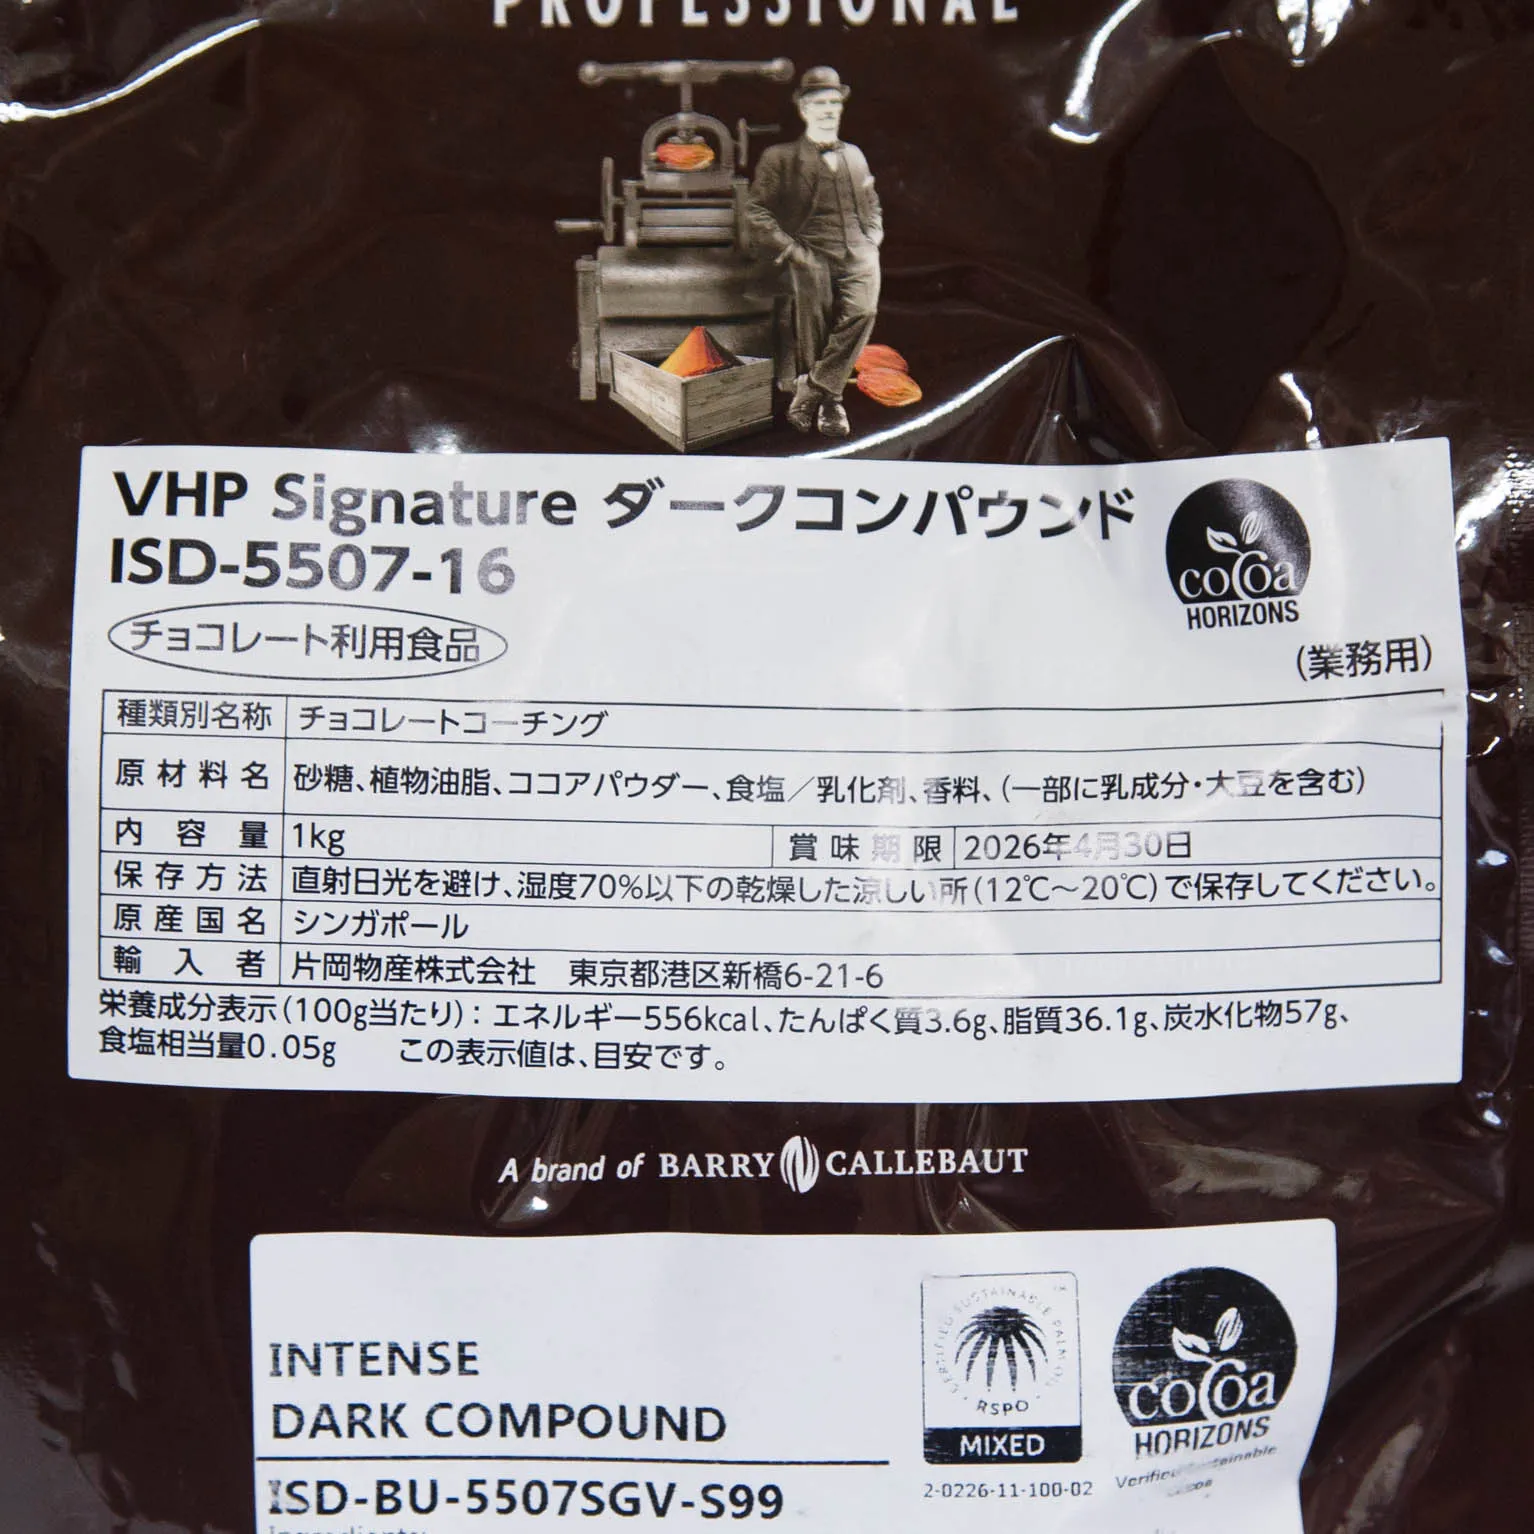 PROFESSIONAL
VHP Signature ダークコンパウンド
ISD-5507-16
cocoa
HORIZONS
チョコレート利用食品
(業務用)
種類別名称 チョコレートコーチング
原材料名 砂糖、植物油脂、ココアパウダー、食塩／乳化剤、香料、(一部に乳成分・大豆を含む)
内容量 1kg 賞味期限 2026年4月30日
保存方法 直射日光を避け、湿度70%以下の乾燥した涼しい所(12℃～20℃)で保存してください。
原産国名 シンガポール
輸入者 片岡物産株式会社 東京都港区新橋6-21-6
栄養成分表示(100g当たり)：エネルギー556kcal、たんぱく質3.6g、脂質36.1g、炭水化物57g、
食塩相当量0.05g この表示値は、目安です。
A brand of BARRY CALLEBAUT
INTENSE
DARK COMPOUND
ISD-BU-5507SGV-S99
CERTIFIED SUSTAINABLE PALM OIL
RSPO
MIXED
2-0226-11-100-02
cocoa
HORIZONS